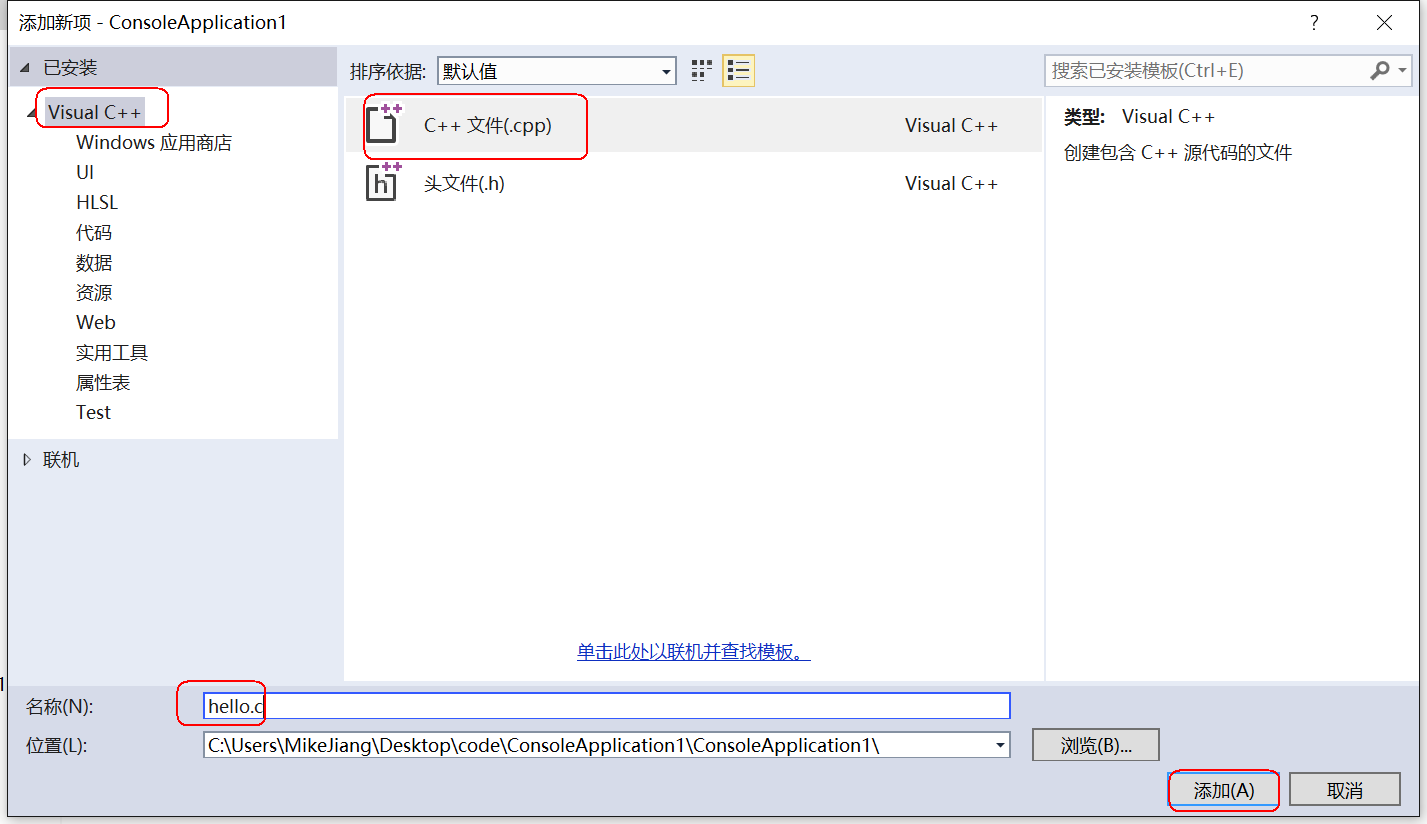 添加新项 - ConsoleApplication1
?
已安装
排序依据:
默认值
搜索已安装模板(Ctrl+E)
Visual C++
Windows 应用商店
UI
HLSL
代码
数据
资源
Web
实用工具
属性表
Test
联机
C++ 文件(.cpp)
Visual C++
头文件(.h)
Visual C++
类型: Visual C++
创建包含 C++ 源代码的文件
单击此处以联机并查找模板。
名称(N):
hello.c
位置(L):
C:\Users\MikeJiang\Desktop\code\ConsoleApplication1\ConsoleApplication1\
浏览(B)...
添加(A)
取消